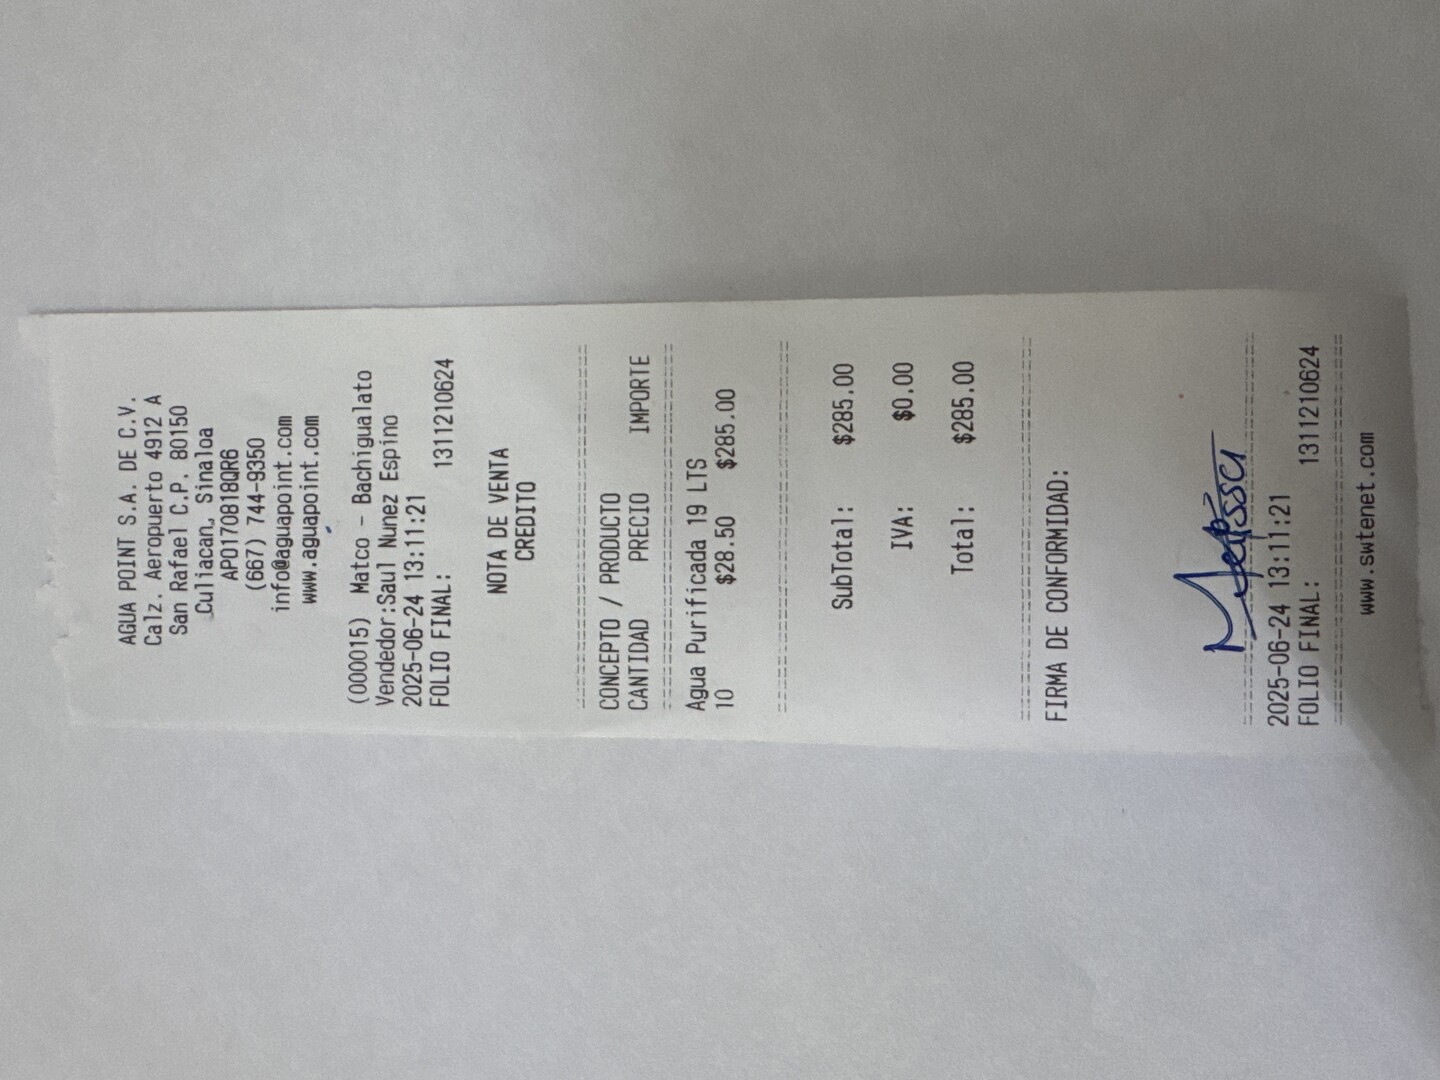 AGUA POINT S.A. DE C.V.
Calz. Aeropuerto 4912 A
San Rafael C.P. 80150
Culiacan, Sinaloa
APO170818QR6
(667) 744-9350
info@aguapoint.com
www.aguapoint.com
(000015) Matco - Bachigualato
Vendedor:Saul Nunez Espino
2025-06-24 13:11:21
FOLIO FINAL: 1311210624
NOTA DE VENTA
CREDITO
CONCEPTO / PRODUCTO
CANTIDAD PRECIO IMPORTE
Agua Purificada 19 LTS
10 $28.50 $285.00
SubTotal: $285.00
IVA: $0.00
Total: $285.00
FIRMA DE CONFORMIDAD:
Melissa
2025-06-24 13:11:21
FOLIO FINAL: 1311210624
www.swtenet.com